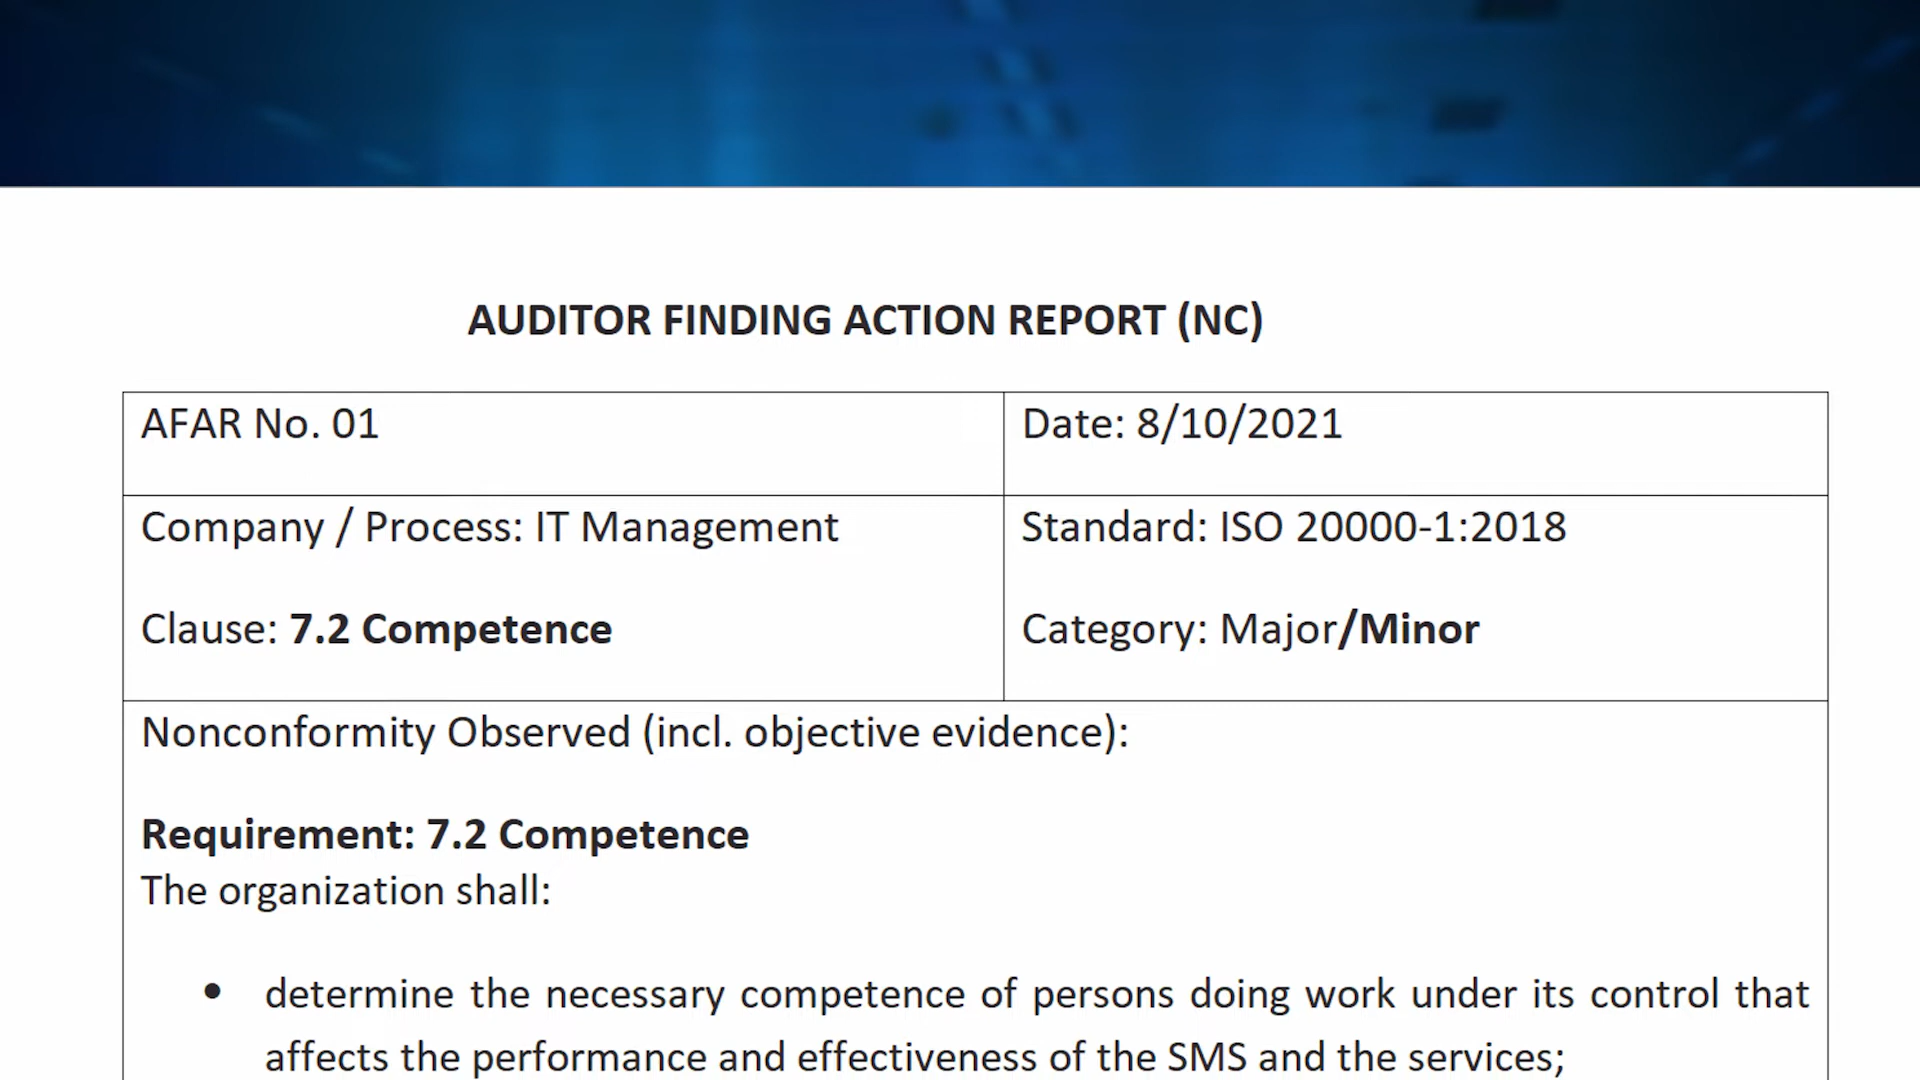 AUDITOR FINDING ACTION REPORT (NC)
AFAR No. 01
Date: 8/10/2021
Company / Process: IT Management
Clause: 7.2 Competence
Standard: ISO 20000-1:2018
Category: Major/Minor
Nonconformity Observed (incl. objective evidence):
Requirement: 7.2 Competence
The organization shall:
• determine the necessary competence of persons doing work under its control that
affects the performance and effectiveness of the SMS and the services;